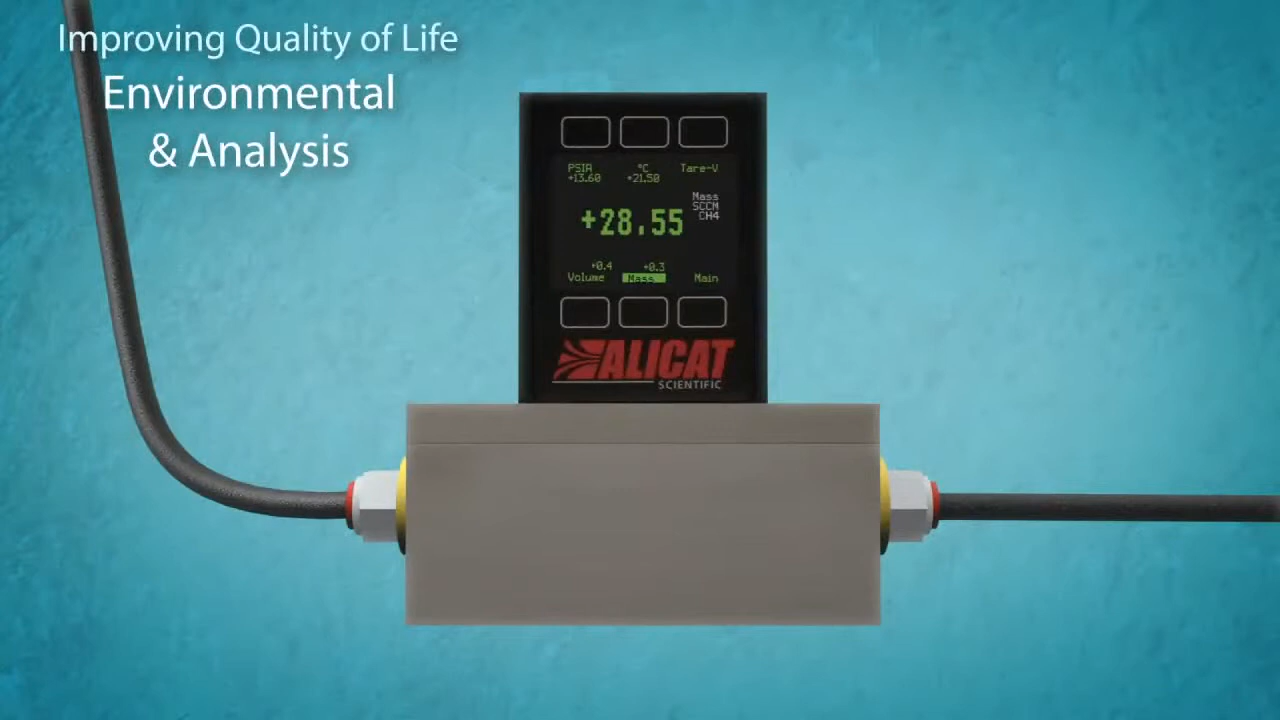 Improving Quality of Life
Environmental
& Analysis
PSIA °C Tare-V
+13.60 +21.50
Mass
SCCM
CH4
+28.55
+0.4 +0.3
Volume Mass Main
ALICAT
SCIENTIFIC